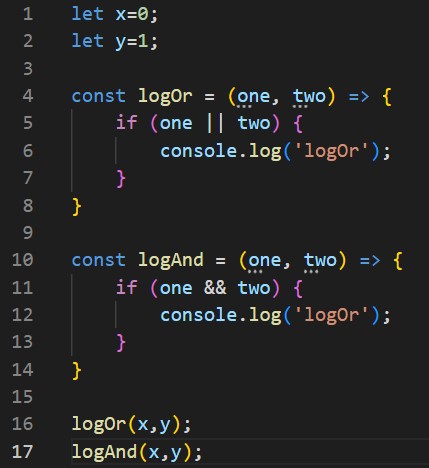 1 let x=0;
2 let y=1;
3
4 const logOr = (one, two) => {
5     if (one || two) {
6         console.log('logOr');
7     }
8 }
9
10 const logAnd = (one, two) => {
11     if (one && two) {
12         console.log('logOr');
13     }
14 }
15
16 logOr(x,y);
17 logAnd(x,y);